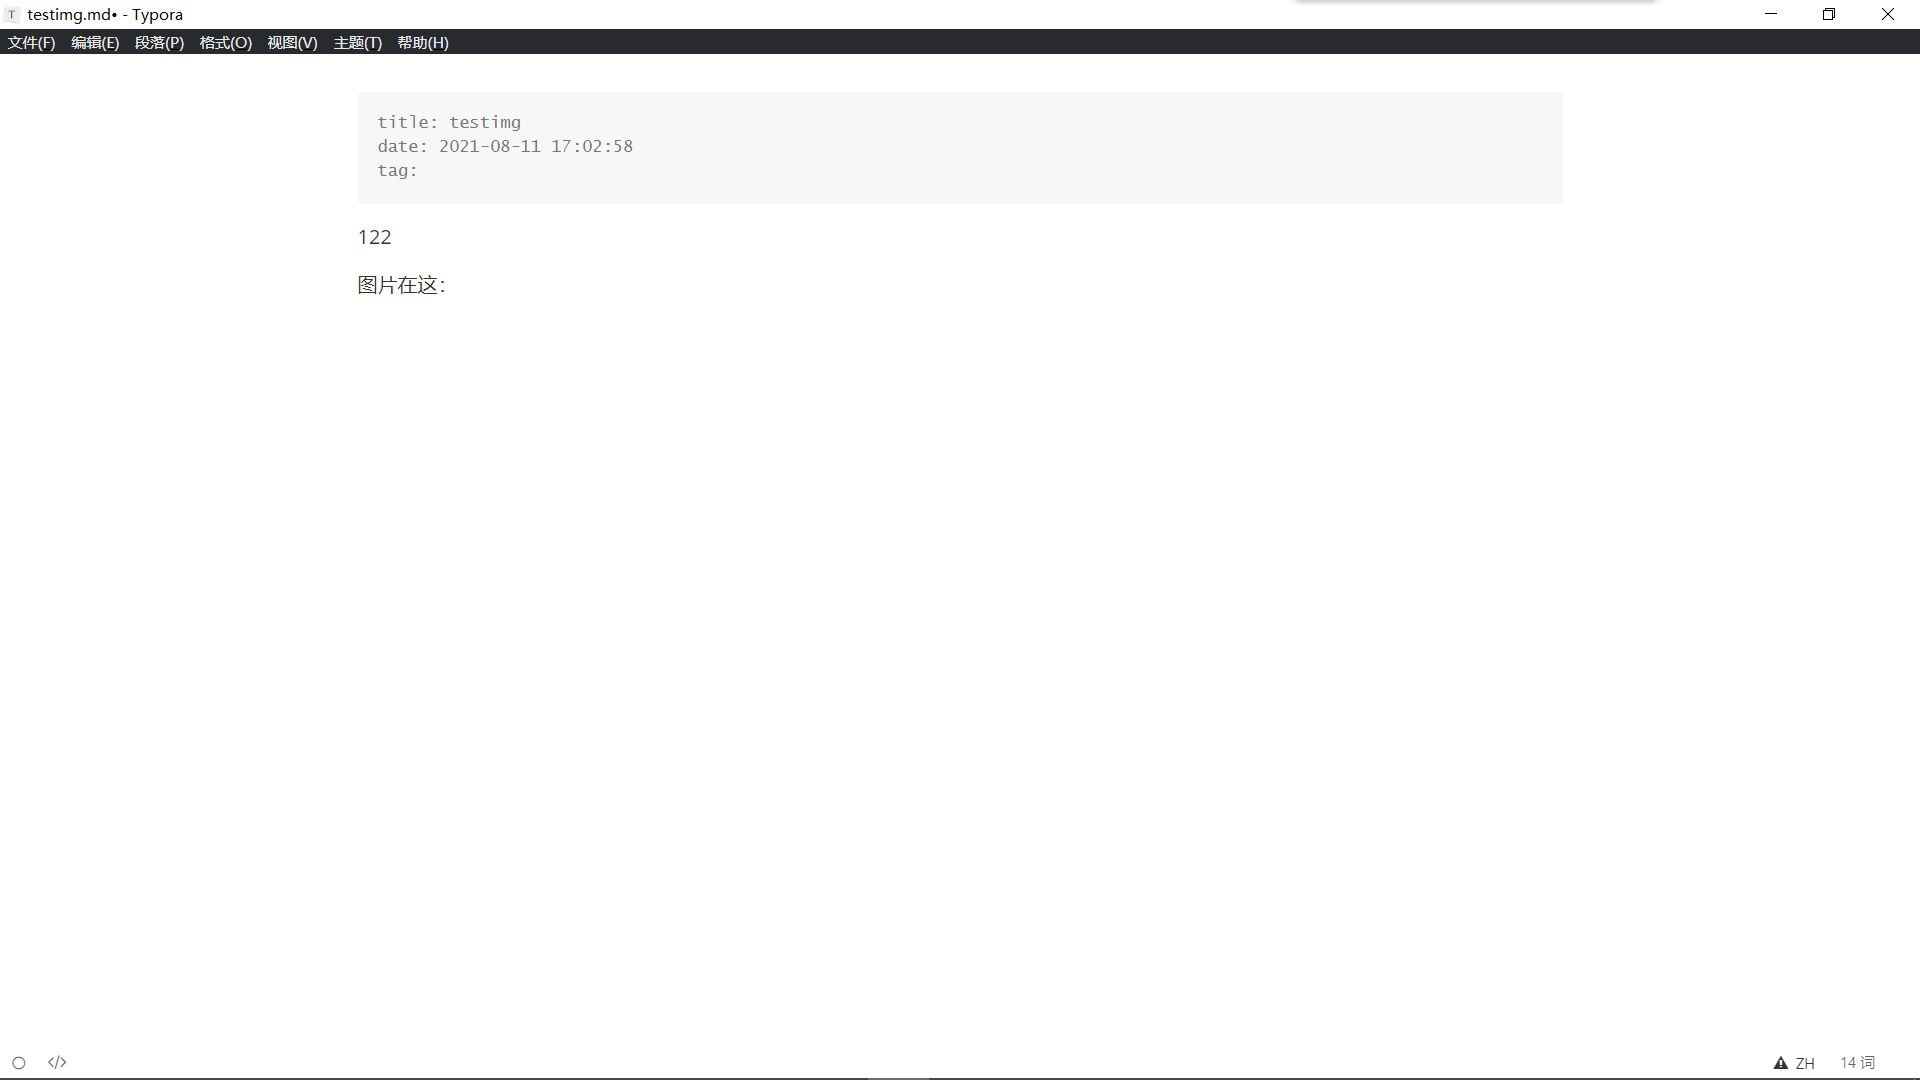 T testimg.md• - Typora
文件(F) 编辑(E) 段落(P) 格式(O) 视图(V) 主题(T) 帮助(H)
title: testimg
date: 2021-08-11 17:02:58
tag:
122
图片在这：
</> ZH 14 词